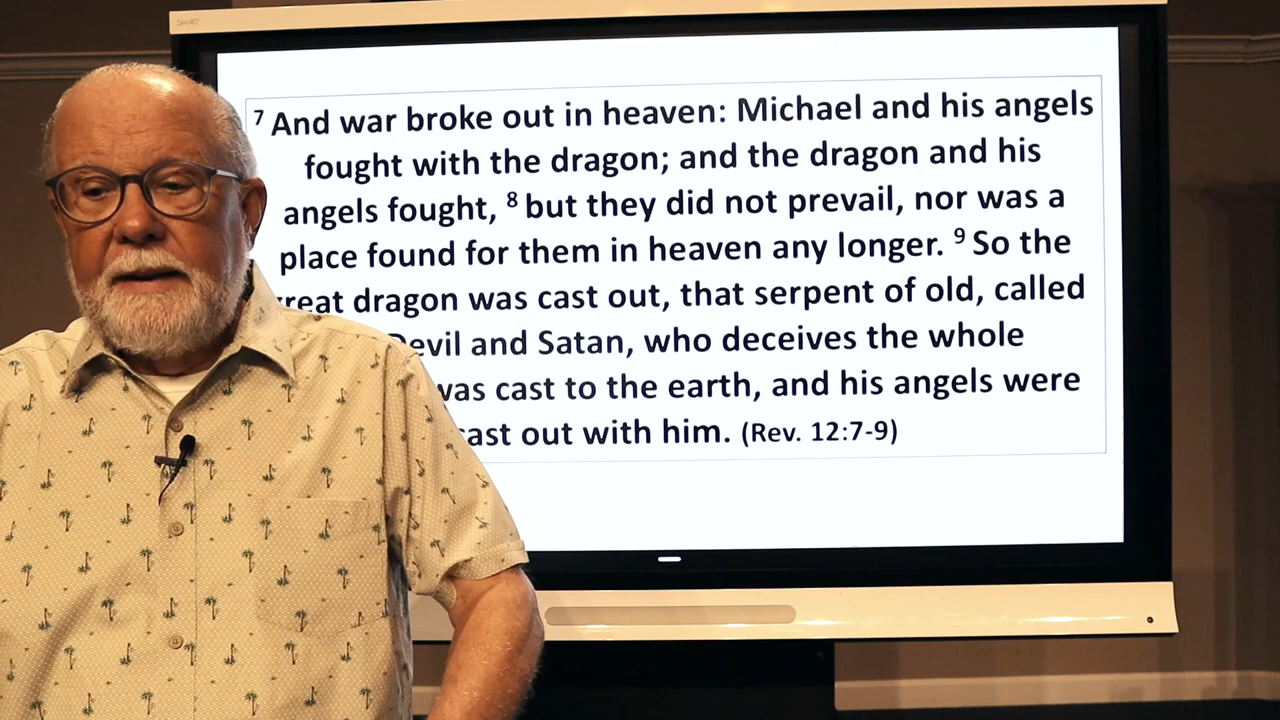 SMART
7 And war broke out in heaven: Michael and his angels
fought with the dragon; and the dragon and his
angels fought, 8 but they did not prevail, nor was a
place found for them in heaven any longer. 9 So the
dragon was cast out, that serpent of old, called
and Satan, who deceives the whole
was cast to the earth, and his angels were
cast out with him. (Rev. 12:7-9)